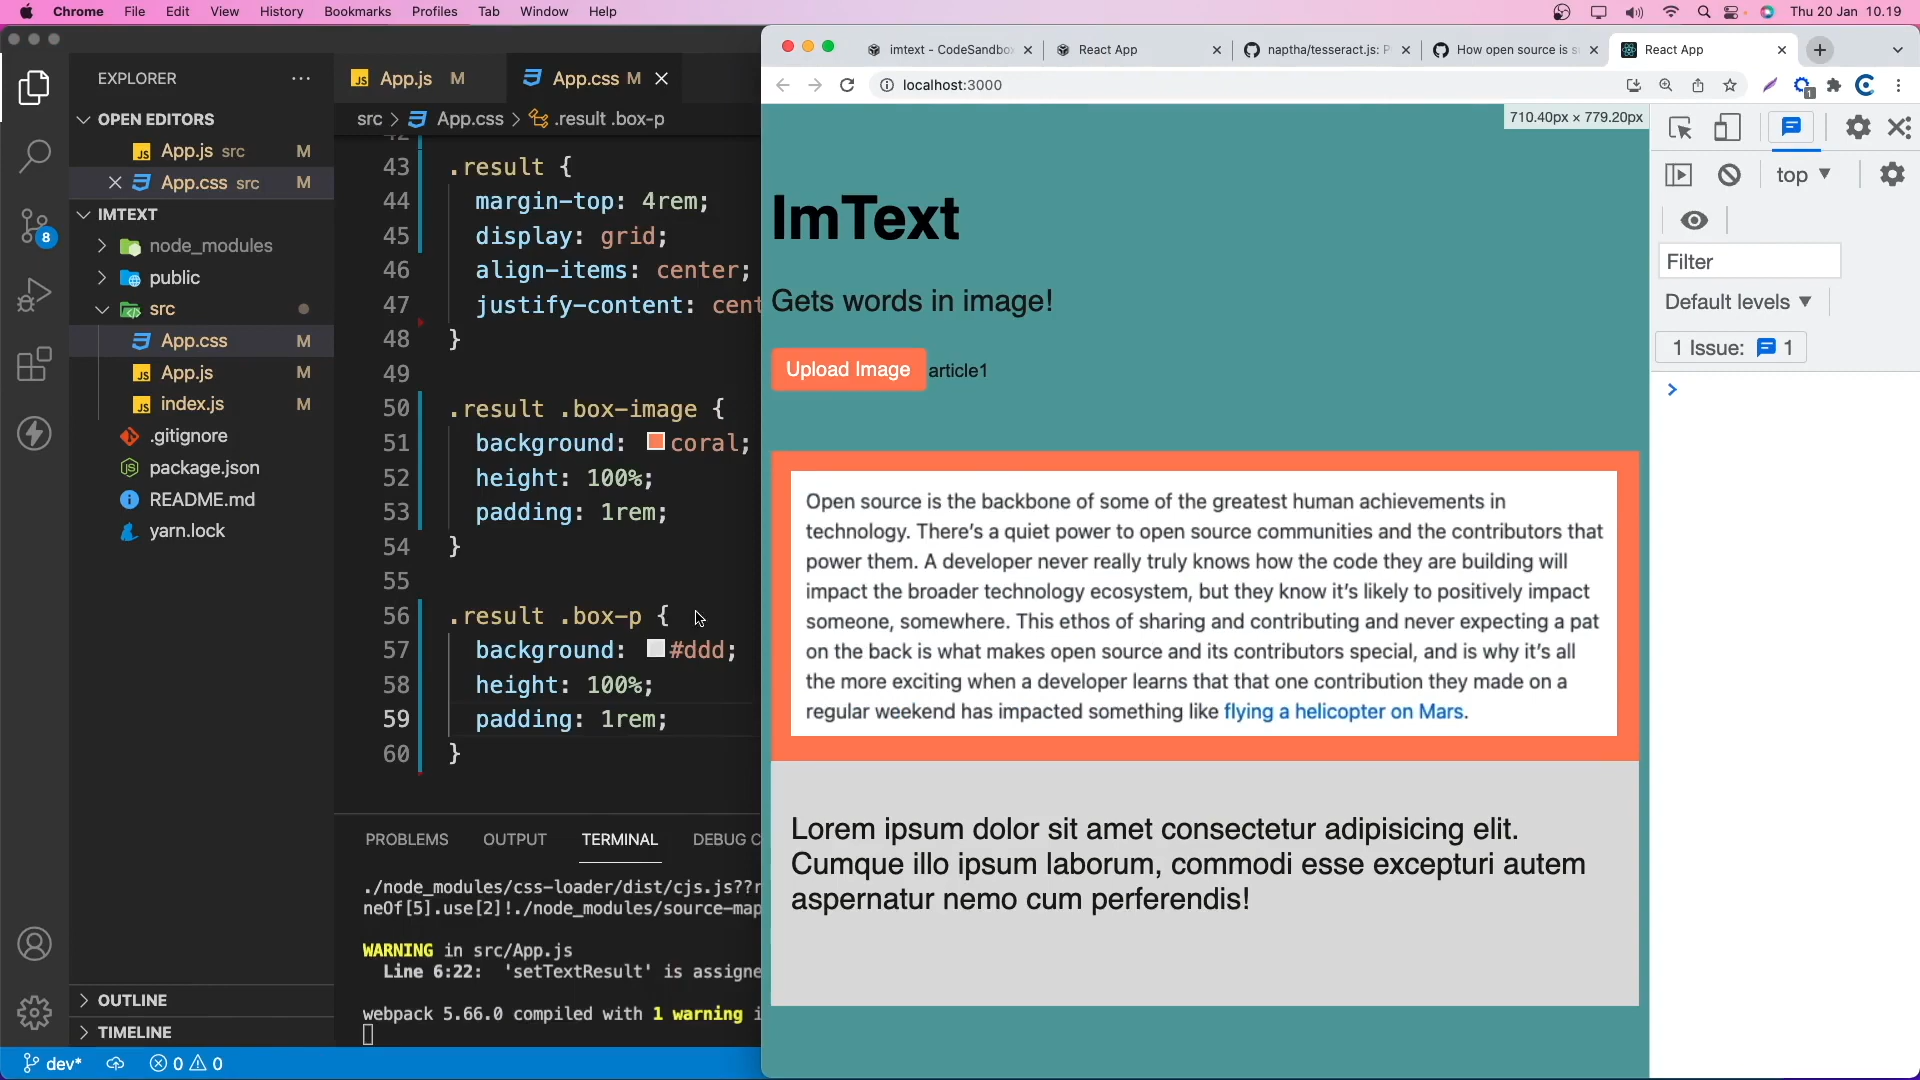 Chrome File Edit View History Bookmarks Profiles Tab Window Help Thu 20 Jan 10.19
EXPLORER
OPEN EDITORS
App.js src M
App.css src M
IMTEXT
node_modules
public
src
App.css M
App.js M
index.js M
.gitignore
package.json
README.md
yarn.lock
OUTLINE
TIMELINE
8
App.js M App.css M
src > App.css > .result .box-p
42
43 .result {
44 margin-top: 4rem;
45 display: grid;
46 align-items: center;
47 justify-content: cent
48 }
49
50 .result .box-image {
51 background: coral;
52 height: 100%;
53 padding: 1rem;
54 }
55
56 .result .box-p {
57 background: #ddd;
58 height: 100%;
59 padding: 1rem;
60 }
PROBLEMS OUTPUT TERMINAL DEBUG C
./node_modules/css-loader/dist/cjs.js??r
neOf[5].use[2]!./node_modules/source-map
WARNING in src/App.js
Line 6:22: 'setTextResult' is assigne
webpack 5.66.0 compiled with 1 warning i
dev* 0 0
imtext - CodeSandbox React App naptha/tesseract.js: P How open source is s React App
localhost:3000
710.40px × 779.20px
ImText
Gets words in image!
Upload Image article1
Open source is the backbone of some of the greatest human achievements in
technology. There's a quiet power to open source communities and the contributors that
power them. A developer never really truly knows how the code they are building will
impact the broader technology ecosystem, but they know it's likely to positively impact
someone, somewhere. This ethos of sharing and contributing and never expecting a pat
on the back is what makes open source and its contributors special, and is why it's all
the more exciting when a developer learns that that one contribution they made on a
regular weekend has impacted something like flying a helicopter on Mars.
Lorem ipsum dolor sit amet consectetur adipisicing elit.
Cumque illo ipsum laborum, commodi esse excepturi autem
aspernatur nemo cum perferendis!
top
Filter
Default levels
1 Issue: 1